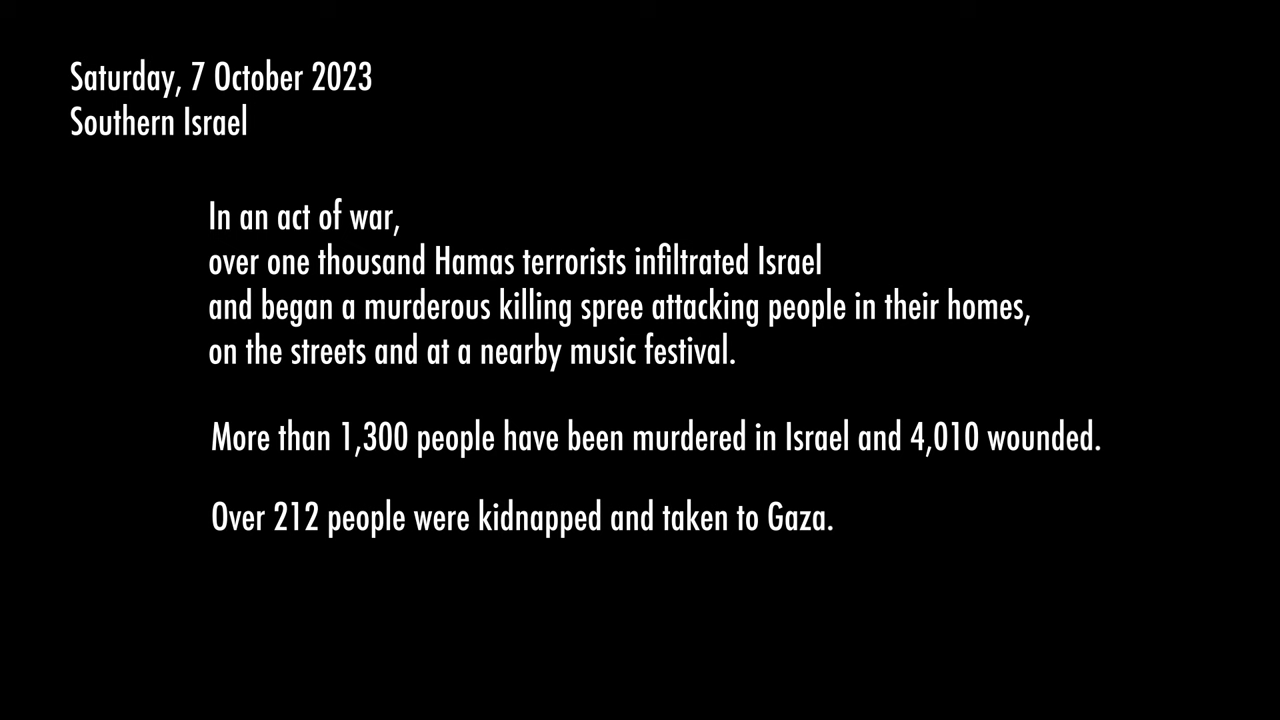 Saturday, 7 October 2023
Southern Israel
In an act of war,
over one thousand Hamas terrorists infiltrated Israel
and began a murderous killing spree attacking people in their homes,
on the streets and at a nearby music festival.
More than 1,300 people have been murdered in Israel and 4,010 wounded.
Over 212 people were kidnapped and taken to Gaza.